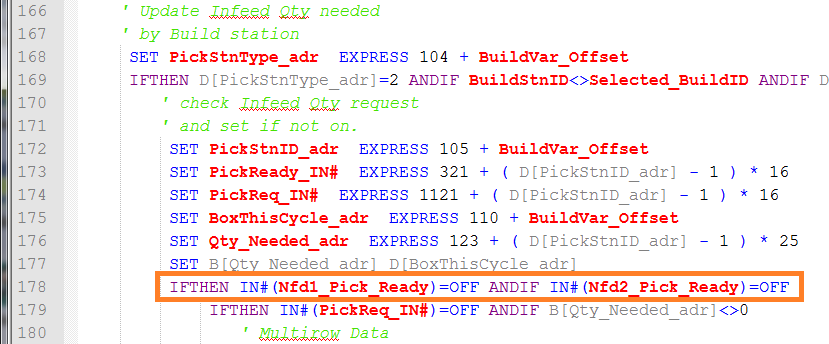 166 ' Update Infeed Qty needed
167 ' by Build station
168 SET PickStnType_adr EXPRESS 104 + BuildVar_Offset
169 IFTHEN D[PickStnType_adr]=2 ANDIF BuildStnID<>Selected_BuildID ANDIF D
170 ' check Infeed Qty request
171 ' and set if not on.
172 SET PickStnID_adr EXPRESS 105 + BuildVar_Offset
173 SET PickReady_IN# EXPRESS 321 + ( D[PickStnID_adr] - 1 ) * 16
174 SET PickReq_IN# EXPRESS 1121 + ( D[PickStnID_adr] - 1 ) * 16
175 SET BoxThisCycle_adr EXPRESS 110 + BuildVar_Offset
176 SET Qty_Needed_adr EXPRESS 123 + ( D[PickStnID_adr] - 1 ) * 25
177 SET B[Qty_Needed_adr] D[BoxThisCycle_adr]
178 IFTHEN IN#(Nfd1_Pick_Ready)=OFF ANDIF IN#(Nfd2_Pick_Ready)=OFF
179 IFTHEN IN#(PickReq_IN#)=OFF ANDIF B[Qty_Needed_adr]<>0
180 ' Multirow Data